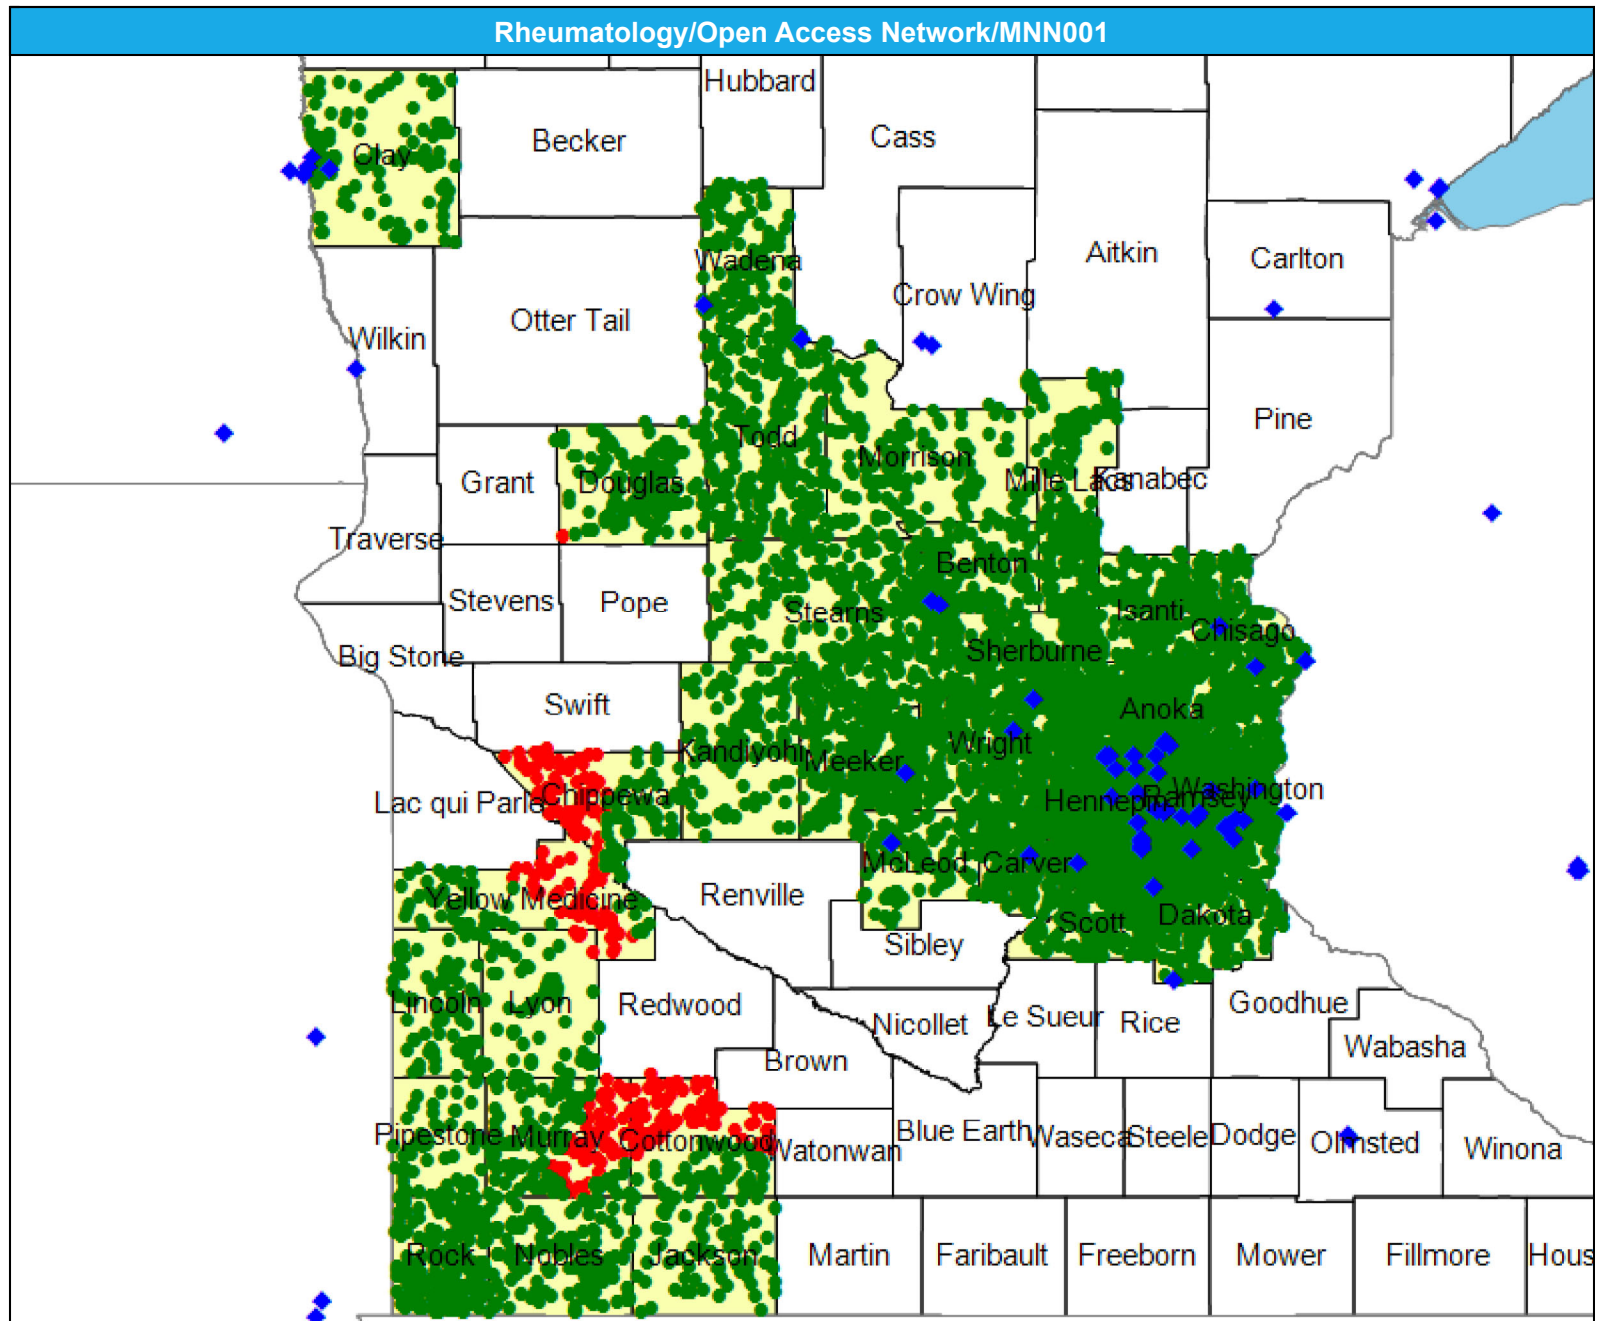 Rheumatology/Open Access Network/MNN001
Hubbard
Cass
Becker
Clay
Aitkin
Carlton
Wadena
Crow Wing
Otter Tail
Wilkin
Pine
Todd
Morrison
Grant
Douglas
Mille Lacs
Kanabec
Traverse
Benton
Stevens
Pope
Stearns
Isanti
Chisago
Big Stone
Sherburne
Swift
Anoka
Kandiyohi
Meeker
Wright
Lac qui Parle
Chippewa
Hennepin
Ramsey
Washington
McLeod
Carver
Yellow Medicine
Renville
Scott
Dakota
Sibley
Lincoln
Lyon
Redwood
Nicollet
Le Sueur
Rice
Goodhue
Brown
Wabasha
Pipestone
Murray
Cottonwood
Watonwan
Blue Earth
Waseca
Steele
Dodge
Olmsted
Winona
Rock
Nobles
Jackson
Martin
Faribault
Freeborn
Mower
Fillmore
Hous